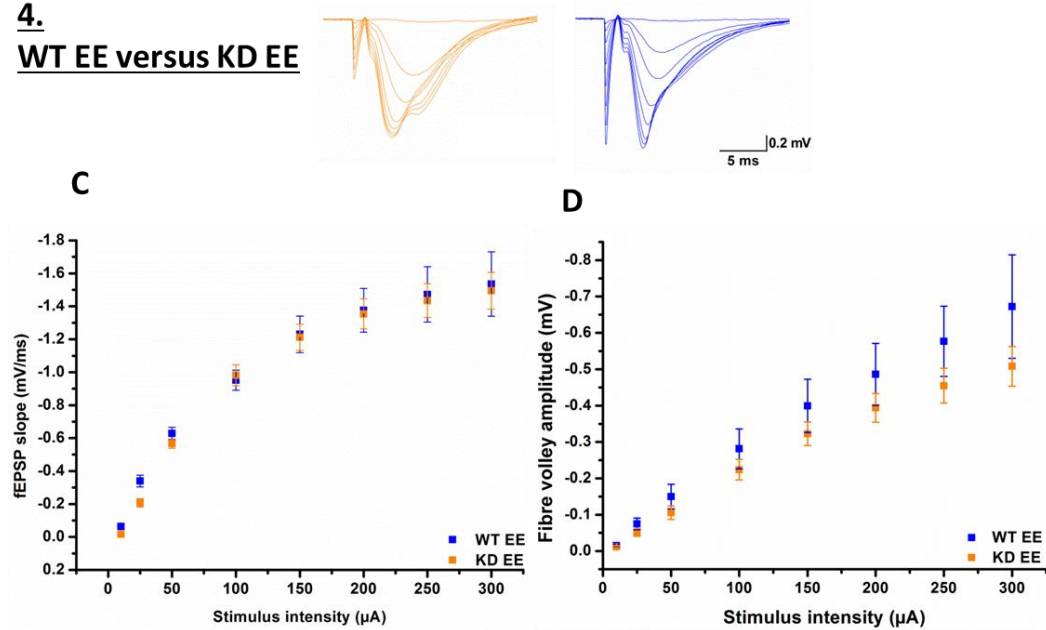 4.
WT EE versus KD EE
0.2 mV
5 ms
C
D
fEPSP slope (mV/ms)
-1.8
-1.6
-1.4
-1.2
-1.0
-0.8
-0.6
-0.4
-0.2
0.0
0.2
0
50
100
150
200
250
300
Stimulus intensity (µA)
WT EE
KD EE
Fibre volley amplitude (mV)
-0.8
-0.7
-0.6
-0.5
-0.4
-0.3
-0.2
-0.1
0.0
0
50
100
150
200
250
300
Stimulus intensity (µA)
WT EE
KD EE